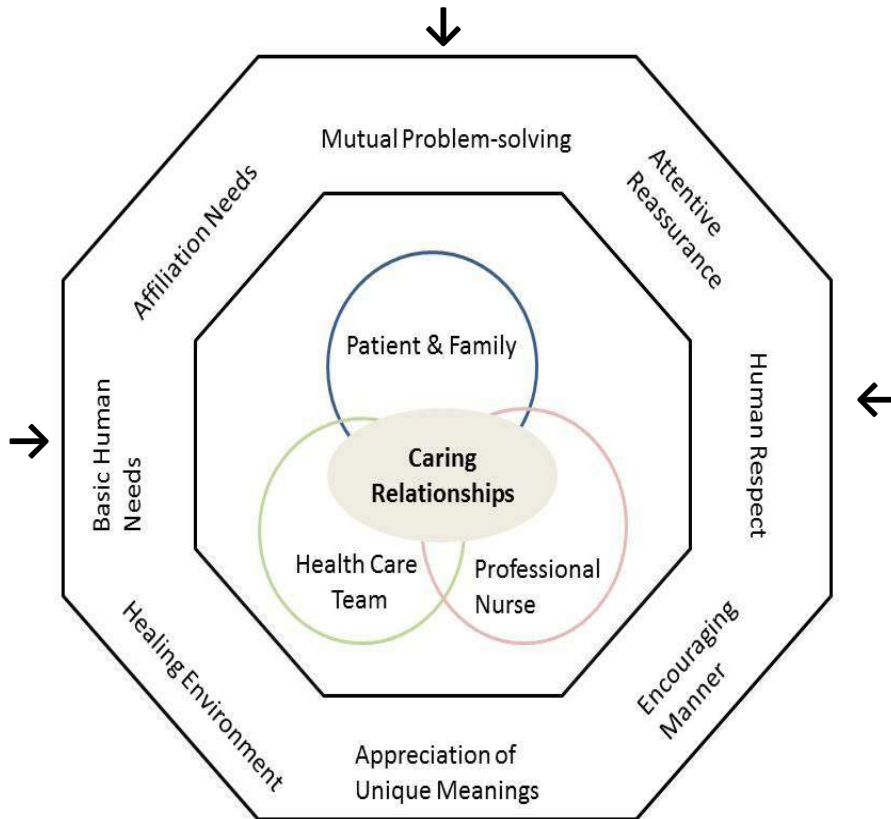 Mutual Problem-solving
Attentive
Reassurance
Affiliation Needs
Patient & Family
Human Respect
Basic Human
Needs
Caring
Relationships
Health Care
Team
Professional
Nurse
Encouraging
Manner
Healing Environment
Appreciation of
Unique Meanings